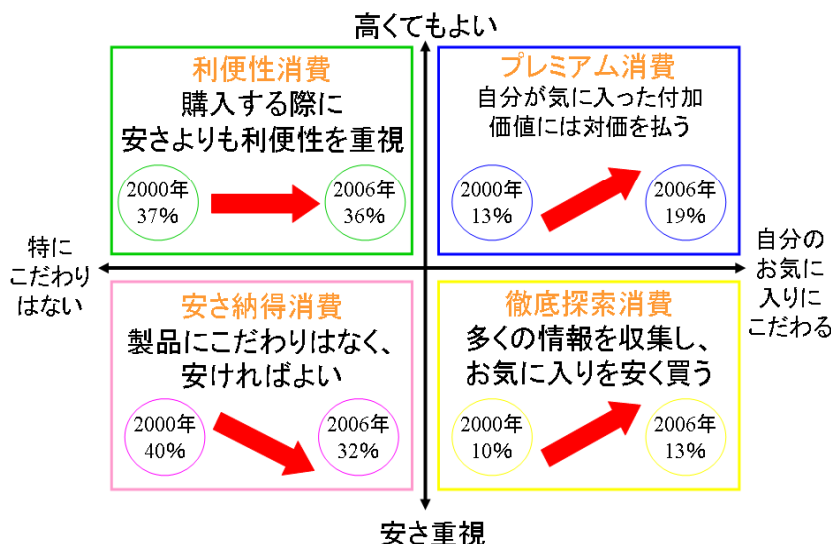 高くてもよい
利便性消費
購入する際に
安さよりも利便性を重視
2000年
37%
2006年
36%
プレミアム消費
自分が気に入った付加
価値には対価を払う
2000年
13%
2006年
19%
特に
こだわり
はない
自分の
お気に
入りに
こだわる
安さ納得消費
製品にこだわりはなく、
安ければよい
2000年
40%
2006年
32%
徹底探索消費
多くの情報を収集し、
お気に入りを安く買う
2000年
10%
2006年
13%
安さ重視